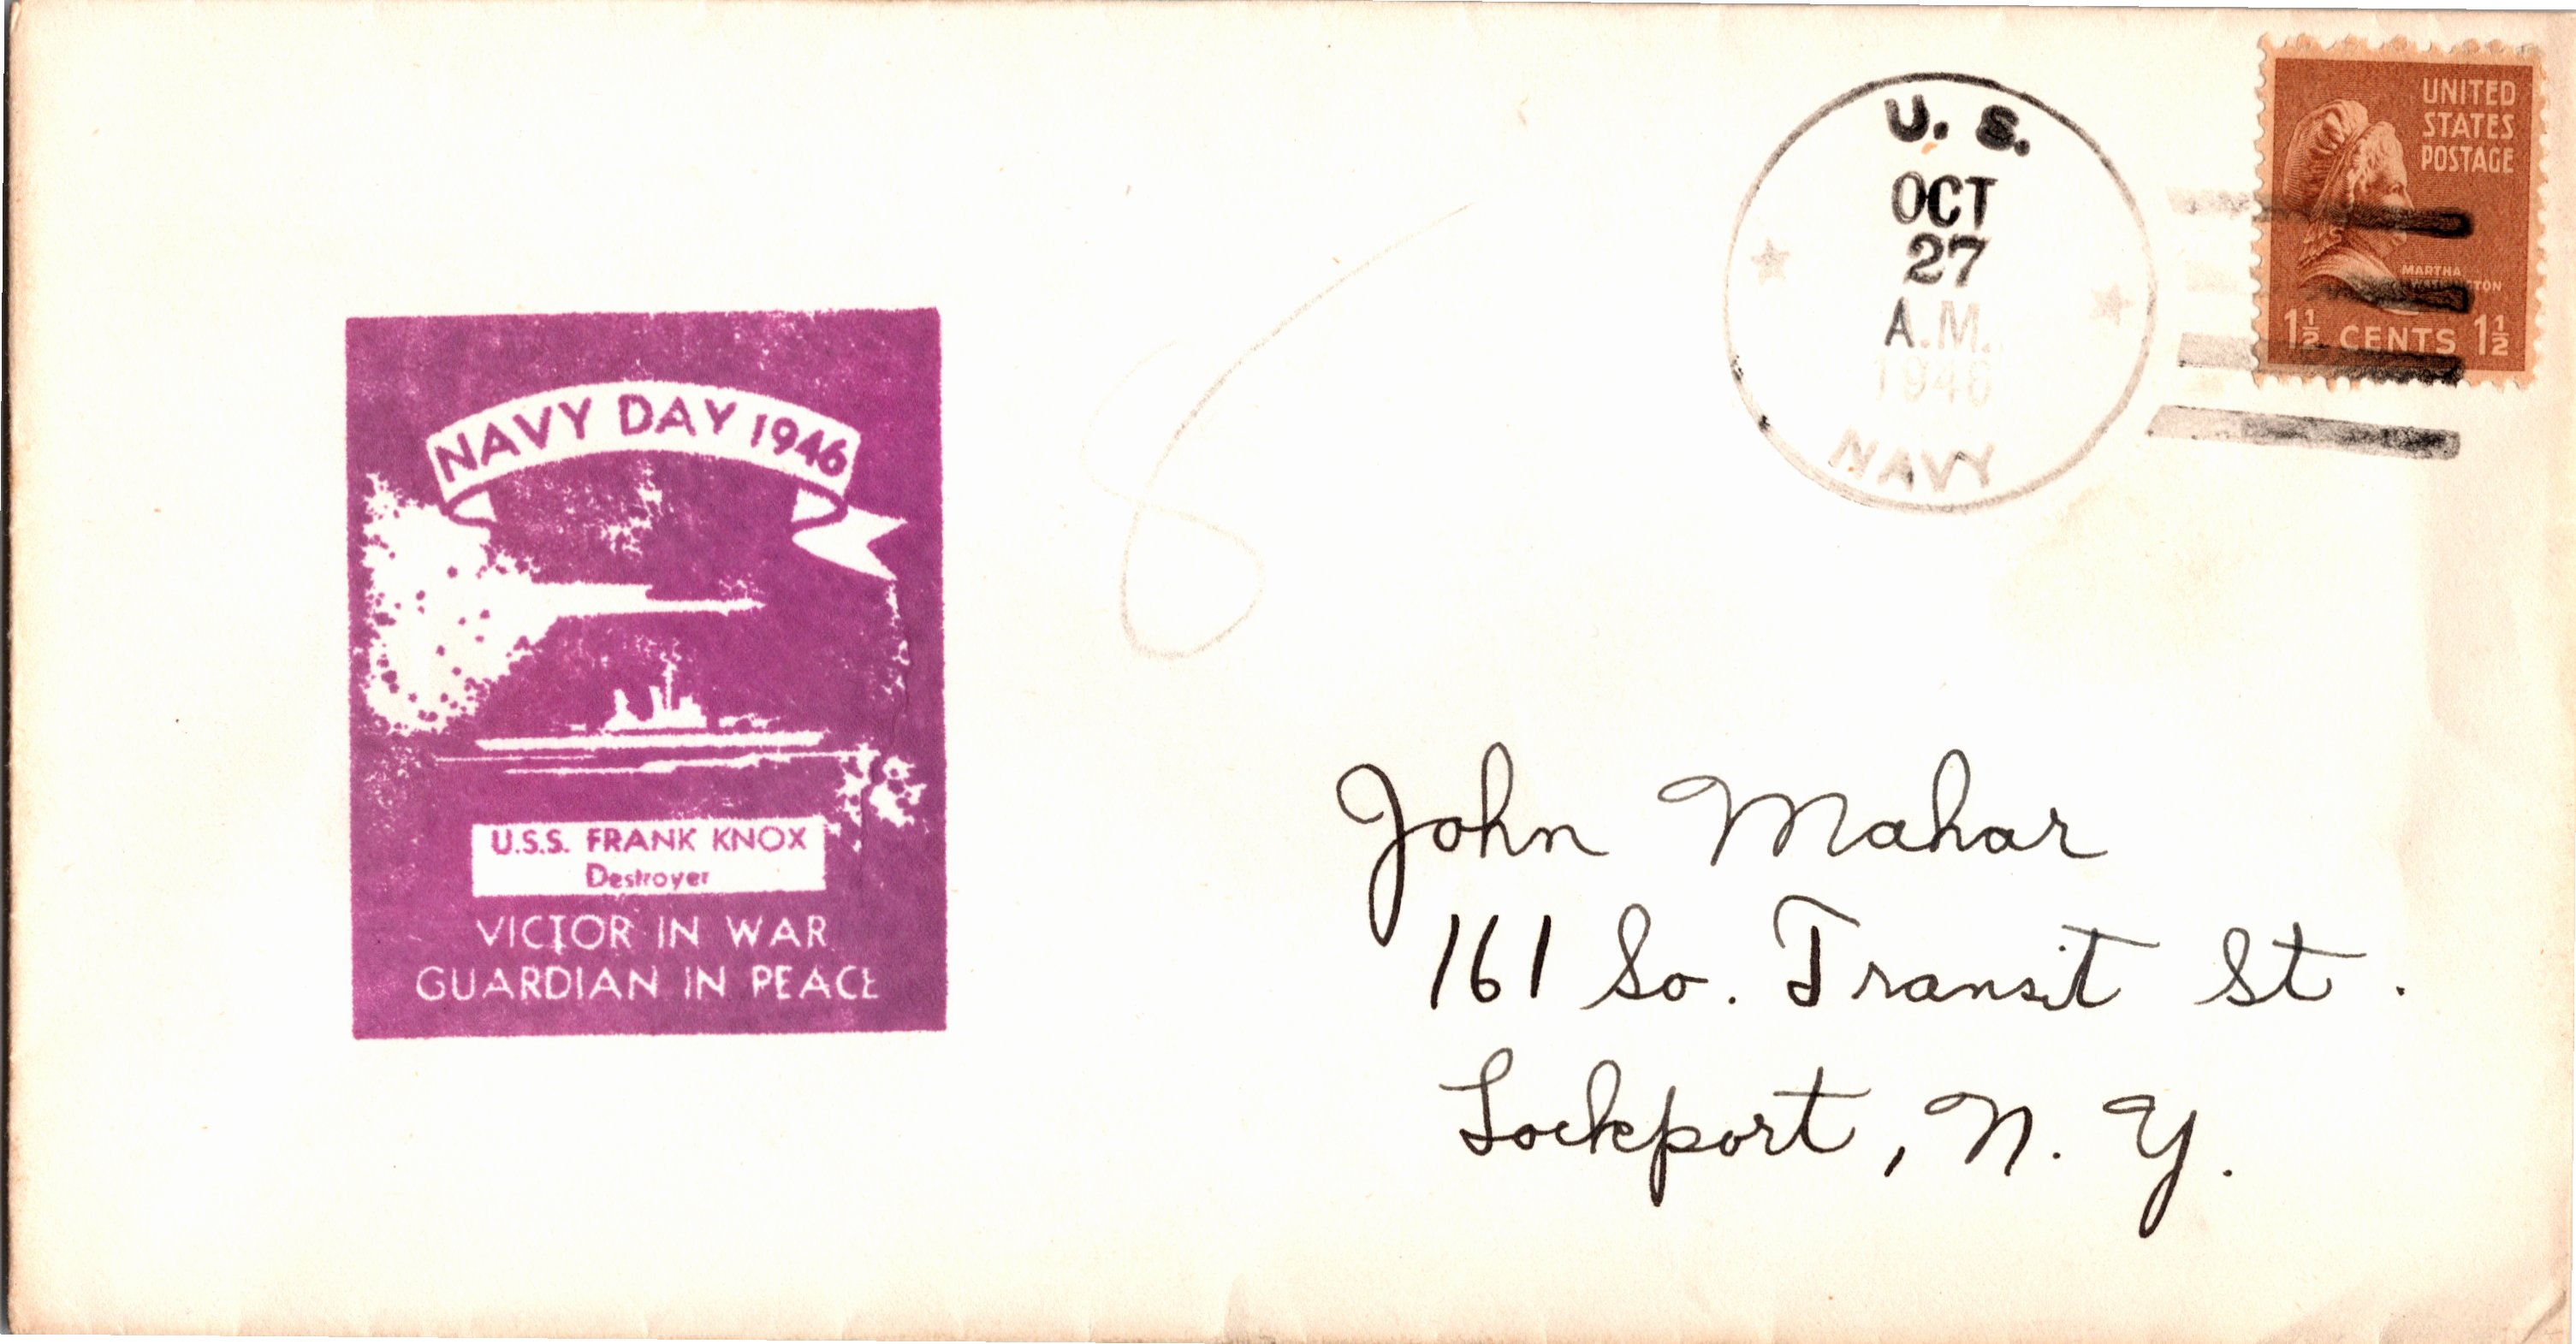 NAVY DAY 1946
U.S.S. FRANK KNOX
Destroyer
VICTOR IN WAR
GUARDIAN IN PEACE
U. S.
OCT
27
A.M.
1946
NAVY
UNITED
STATES
POSTAGE
MARTHA
WASHINGTON
1½ CENTS 1½
John Mahar
161 So. Transit St.
Lockport, N. Y.